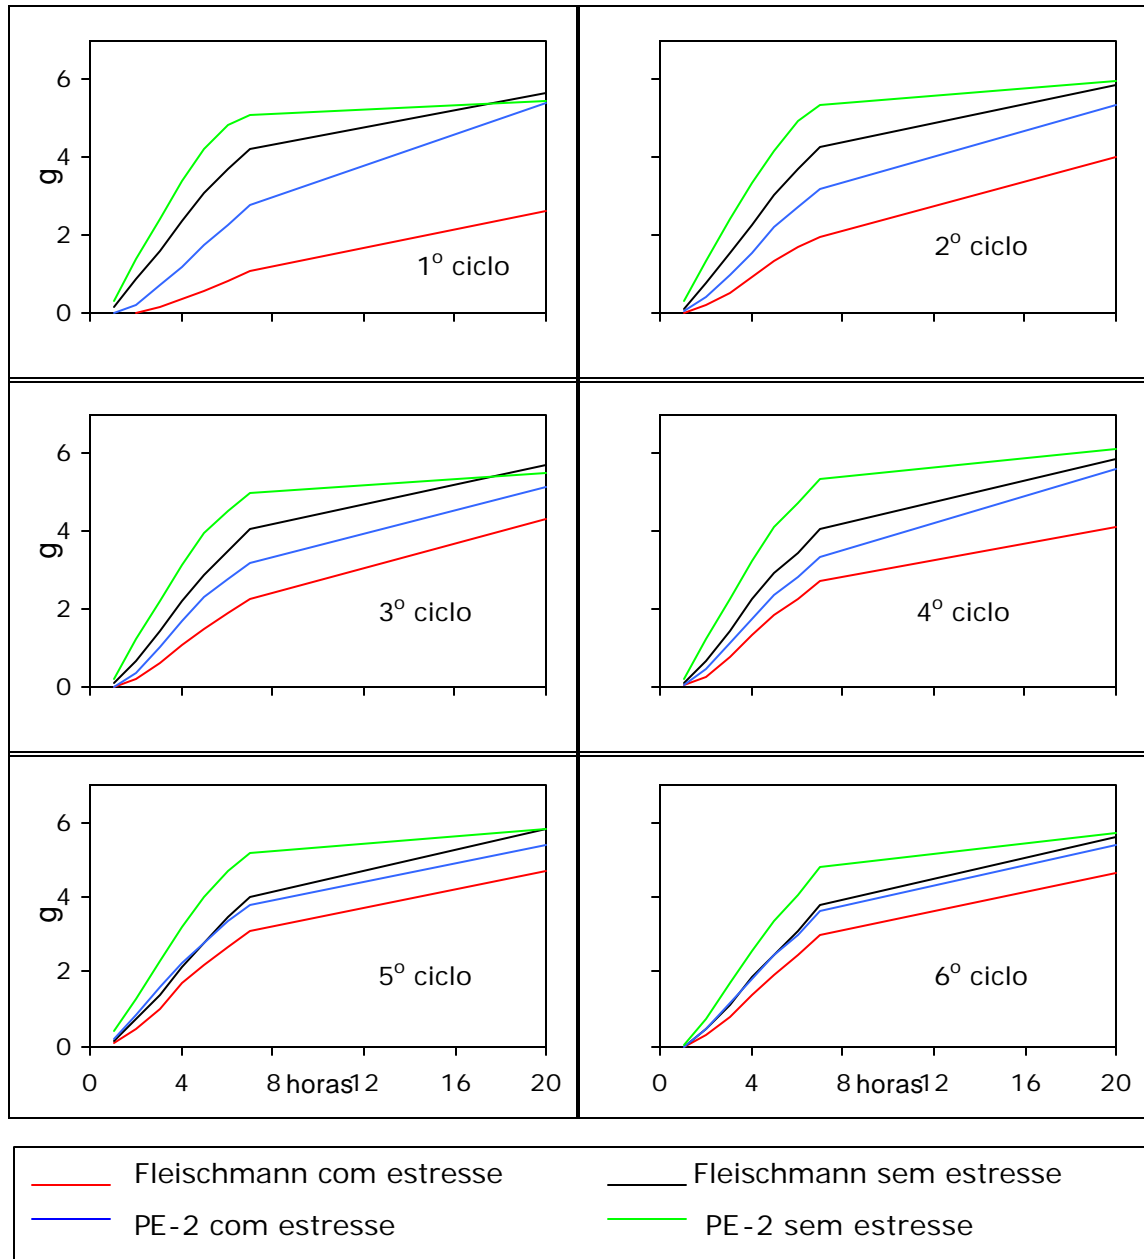 6
4
g
2
0
1º ciclo
2º ciclo
6
4
g
2
0
3º ciclo
4º ciclo
6
4
g
2
0
5º ciclo
6º ciclo
0 4 8 horas 12 16 20
0 4 8 horas 12 16 20
Fleischmann com estresse
Fleischmann sem estresse
PE-2 com estresse
PE-2 sem estresse